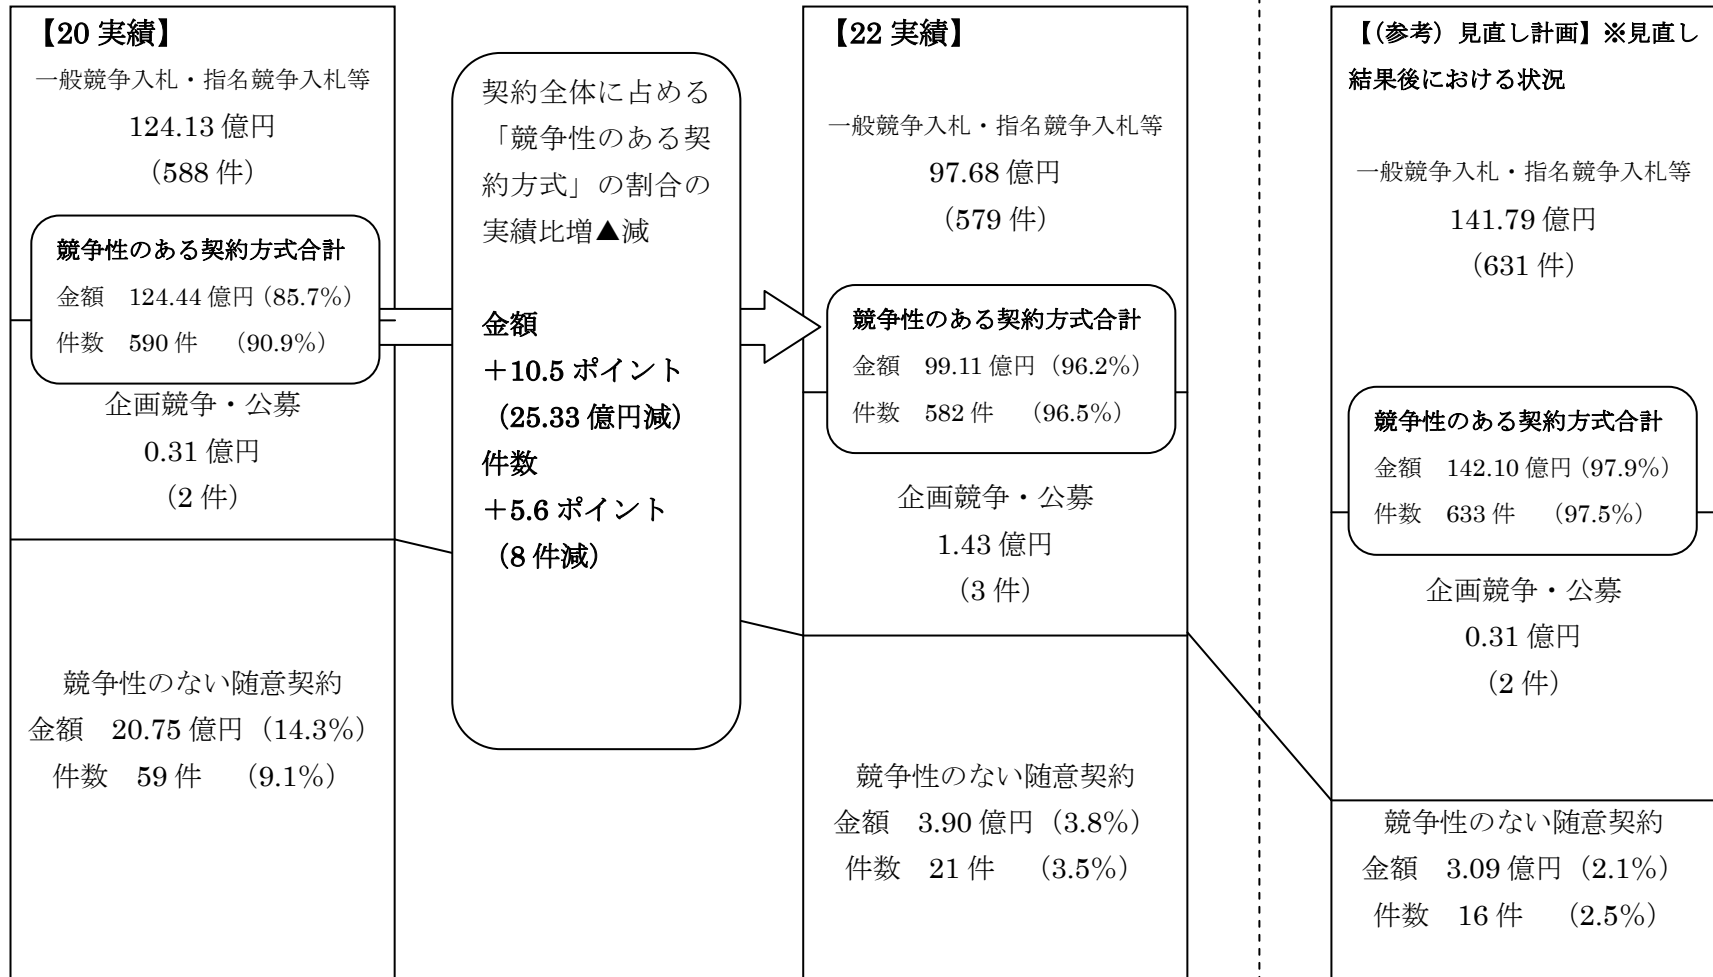 【20 実績】
一般競争入札・指名競争入札等
124.13 億円
(588 件)
競争性のある契約方式合計
金額　124.44 億円 (85.7%)
件数　590 件　(90.9%)
企画競争・公募
0.31 億円
(2 件)
競争性のない随意契約
金額　20.75 億円 (14.3%)
件数　59 件　(9.1%)
契約全体に占める
「競争性のある契
約方式」の割合の
実績比増▲減
金額
＋10.5 ポイント
(25.33 億円減)
件数
＋5.6 ポイント
(8 件減)
【22 実績】
一般競争入札・指名競争入札等
97.68 億円
(579 件)
競争性のある契約方式合計
金額　99.11 億円 (96.2%)
件数　582 件　(96.5%)
企画競争・公募
1.43 億円
(3 件)
競争性のない随意契約
金額　3.90 億円 (3.8%)
件数　21 件　(3.5%)
【(参考) 見直し計画】※見直し
結果後における状況
一般競争入札・指名競争入札等
141.79 億円
(631 件)
競争性のある契約方式合計
金額　142.10 億円 (97.9%)
件数　633 件　(97.5%)
企画競争・公募
0.31 億円
(2 件)
競争性のない随意契約
金額　3.09 億円 (2.1%)
件数　16 件　(2.5%)